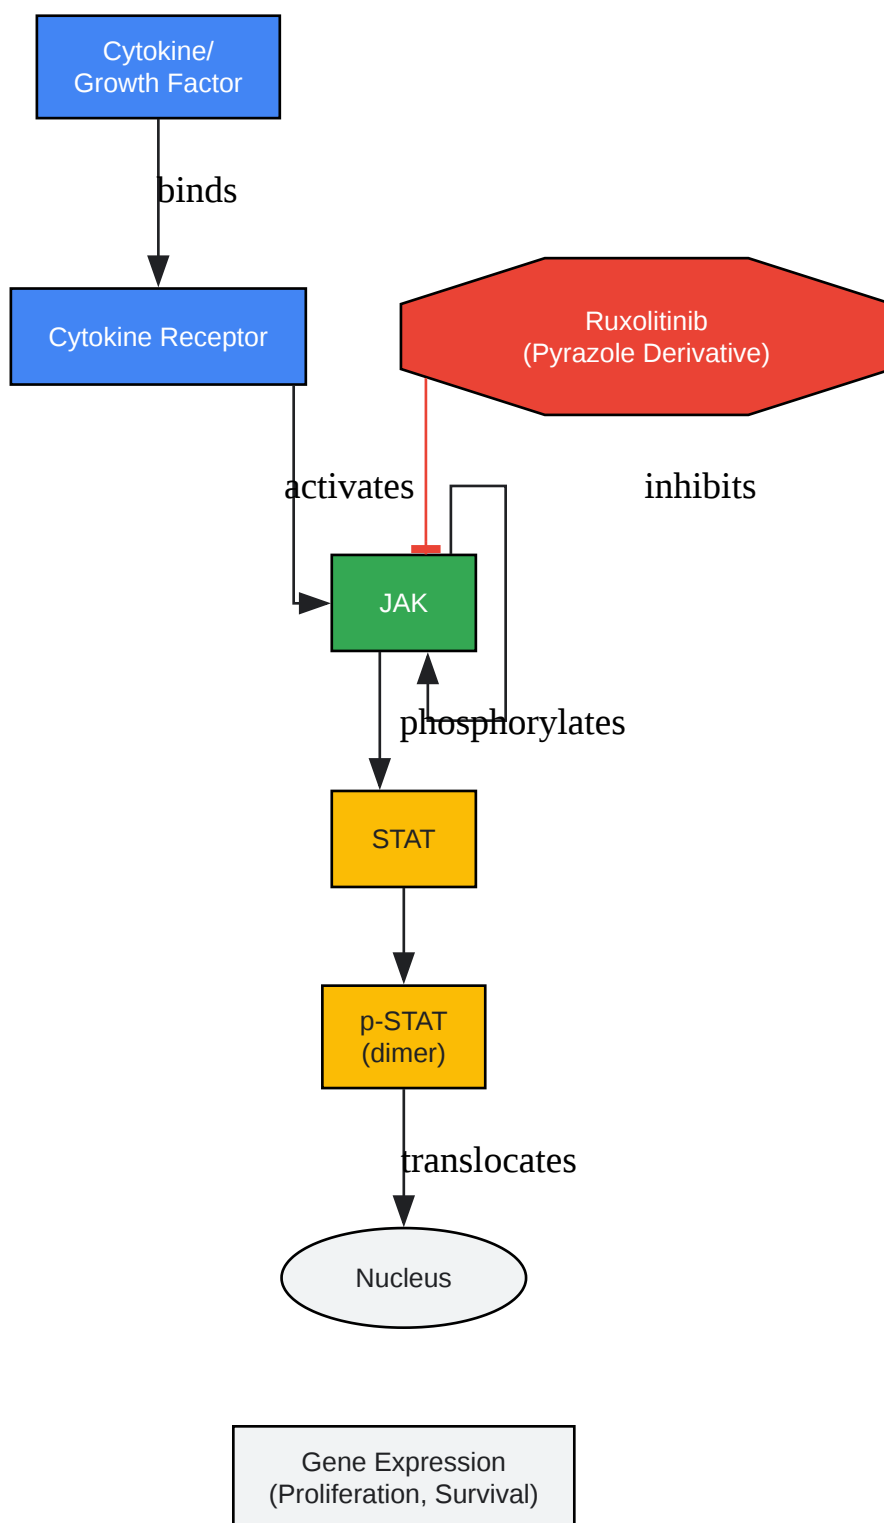 Cytokine/
Growth Factor
binds
Ruxolitinib
(Pyrazole Derivative)
Cytokine Receptor
activates
inhibits
JAK
phosphorylates
STAT
p-STAT
(dimer)
translocates
Nucleus
Gene Expression
(Proliferation, Survival)